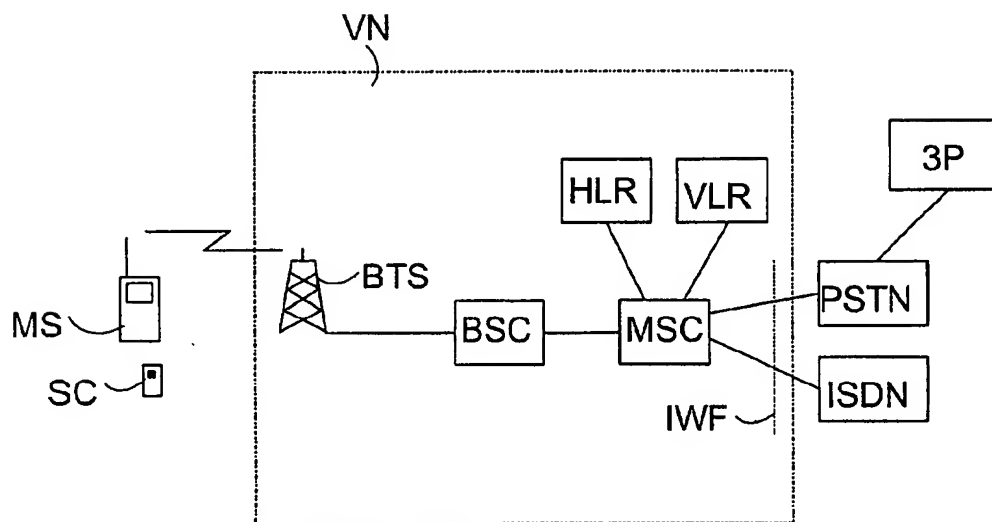 VN
3P
HLR
VLR
BTS
PSTN
MS
BSC
MSC
SC
ISDN
IWF